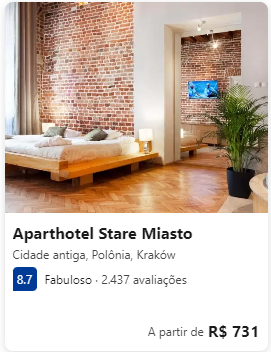 Aparthotel Stare Miasto
Cidade antiga, Polônia, Kraków
8.7 Fabuloso · 2.437 avaliações
A partir de R$ 731